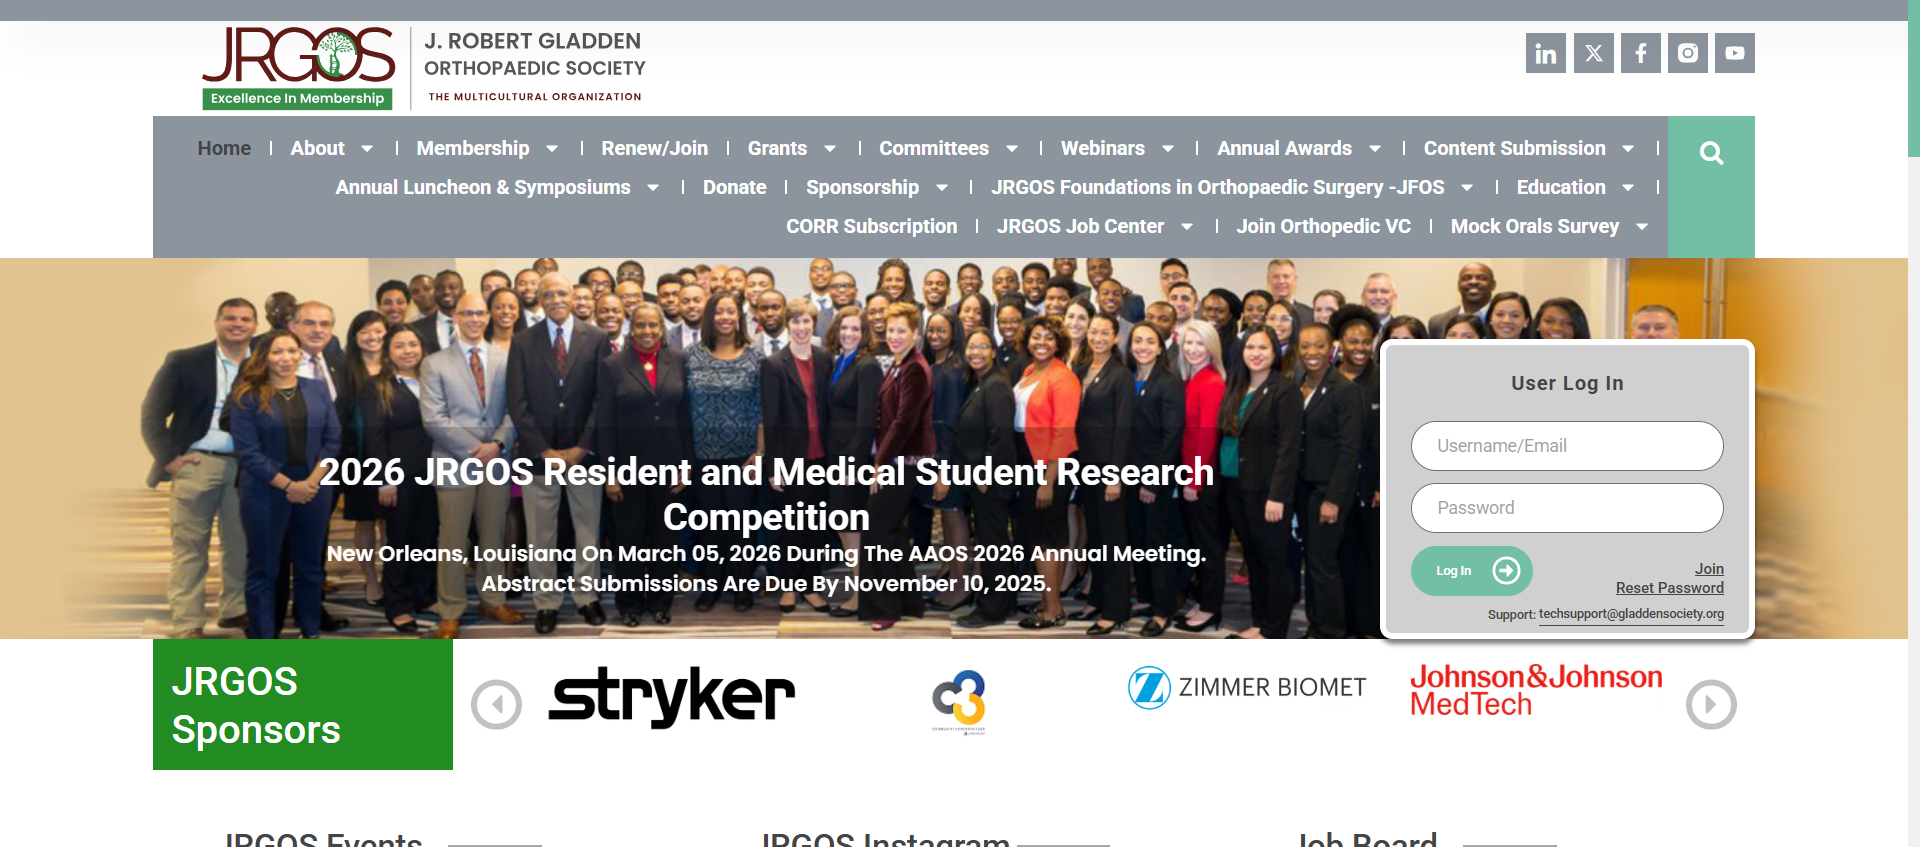 JRGOS
Excellence In Membership
J. ROBERT GLADDEN
ORTHOPAEDIC SOCIETY
THE MULTICULTURAL ORGANIZATION
Home
About
Membership
Renew/Join
Grants
Committees
Webinars
Annual Awards
Content Submission
Annual Luncheon & Symposiums
Donate
Sponsorship
JRGOS Foundations in Orthopaedic Surgery -JFOS
Education
CORR Subscription
JRGOS Job Center
Join Orthopedic VC
Mock Orals Survey
2026 JRGOS Resident and Medical Student Research
Competition
New Orleans, Louisiana On March 05, 2026 During The AAOS 2026 Annual Meeting.
Abstract Submissions Are Due By November 10, 2025.
User Log In
Username/Email
Password
Log In
Join
Reset Password
Support: techsupport@gladdensociety.org
JRGOS
Sponsors
stryker
c3
ZIMMER BIOMET
Johnson&Johnson
MedTech
JRGOS Events
JRGOS Instagram
Job Board